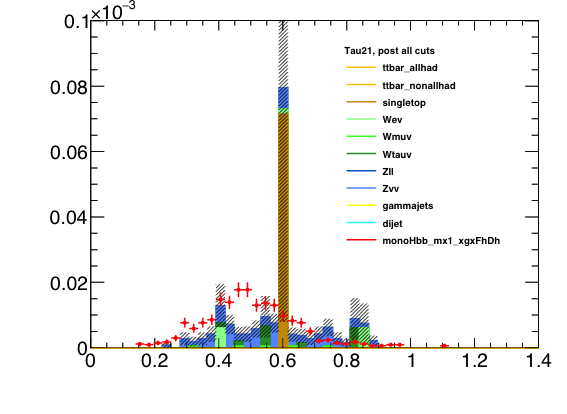 0.1×10⁻³
0.08
0.06
0.04
0.02
0
0 0.2 0.4 0.6 0.8 1 1.2 1.4
Tau21, post all cuts
ttbar_allhad
ttbar_nonallhad
singletop
Wev
Wmuv
Wtauv
Zll
Zvv
gammajets
dijet
monoHbb_mx1_xgxFhDh